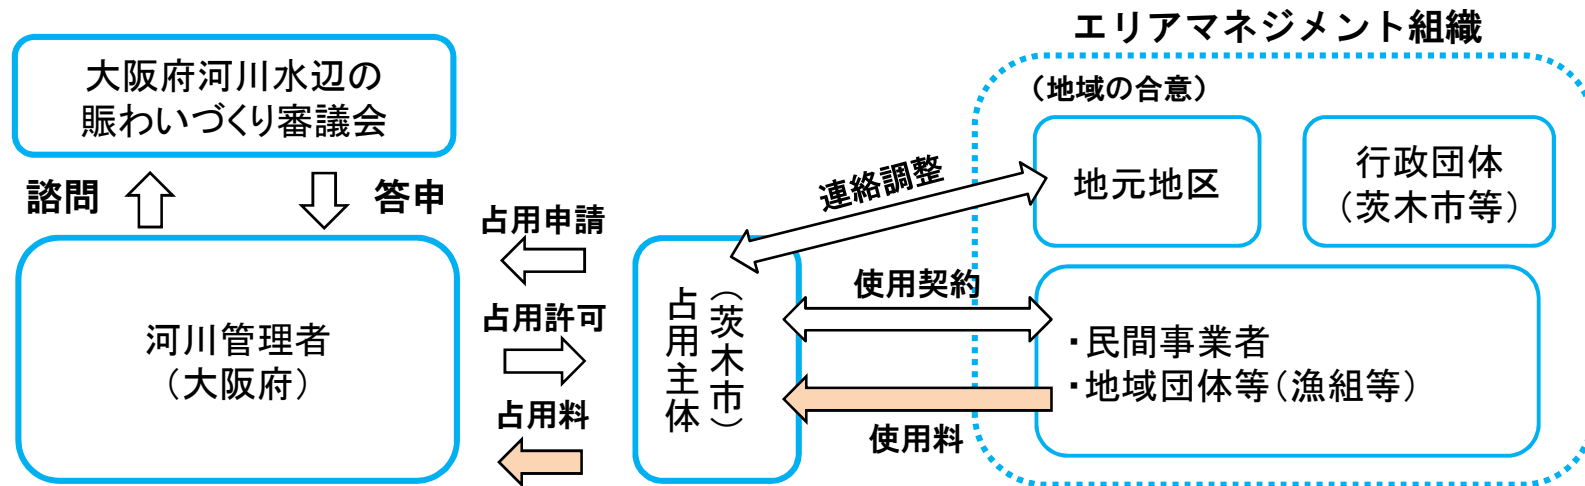 エリアマネジメント組織
大阪府河川水辺の
賑わいづくり審議会
(地域の合意)
地元地区
行政団体
(茨木市等)
連絡調整
諮問
答申
占用申請
河川管理者
(大阪府)
占用許可
占用料
占用主体
(茨木市)
使用契約
・民間事業者
・地域団体等(漁組等)
使用料